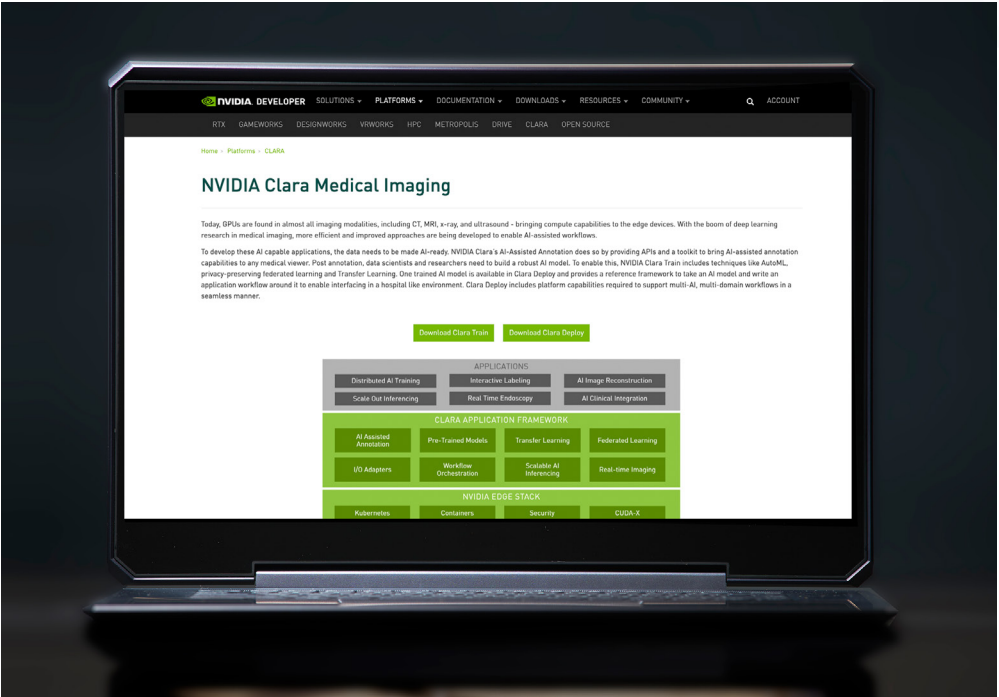 NVIDIA. DEVELOPER SOLUTIONS PLATFORMS DOCUMENTATION DOWNLOADS RESOURCES COMMUNITY ACCOUNT
RTX GAMEWORKS DESIGNWORKS VRWORKS HPC METROPOLIS DRIVE CLARA OPEN SOURCE
Home > Platforms > CLARA
NVIDIA Clara Medical Imaging
Today, GPUs are found in almost all imaging modalities, including CT, MRI, x-ray, and ultrasound - bringing compute capabilities to the edge devices. With the boom of deep learning
research in medical imaging, more efficient and improved approaches are being developed to enable AI-assisted workflows.
To develop these AI capable applications, the data needs to be made AI-ready. NVIDIA Clara's AI-Assisted Annotation does so by providing APIs and a toolkit to bring AI-assisted annotation
capabilities to any medical viewer. Post annotation, data scientists and researchers need to build a robust AI model. To enable this, NVIDIA Clara Train includes techniques like AutoML,
privacy-preserving federated learning and Transfer Learning. One trained AI model is available in Clara Deploy and provides a reference framework to take an AI model and write an
application workflow around it to enable interfacing in a hospital like environment. Clara Deploy includes platform capabilities required to support multi-AI, multi-domain workflows in a
seamless manner.
Download Clara Train Download Clara Deploy
APPLICATIONS
Distributed AI Training Interactive Labeling AI Image Reconstruction
Scale Out Inferencing Real Time Endoscopy AI Clinical Integration
CLARA APPLICATION FRAMEWORK
AI Assisted
Annotation
Pre-Trained Models
Transfer Learning
Federated Learning
I/O Adapters
Workflow
Orchestration
Scalable AI
Inferencing
Real-time Imaging
NVIDIA EDGE STACK
Kubernetes Containers Security CUDA-X